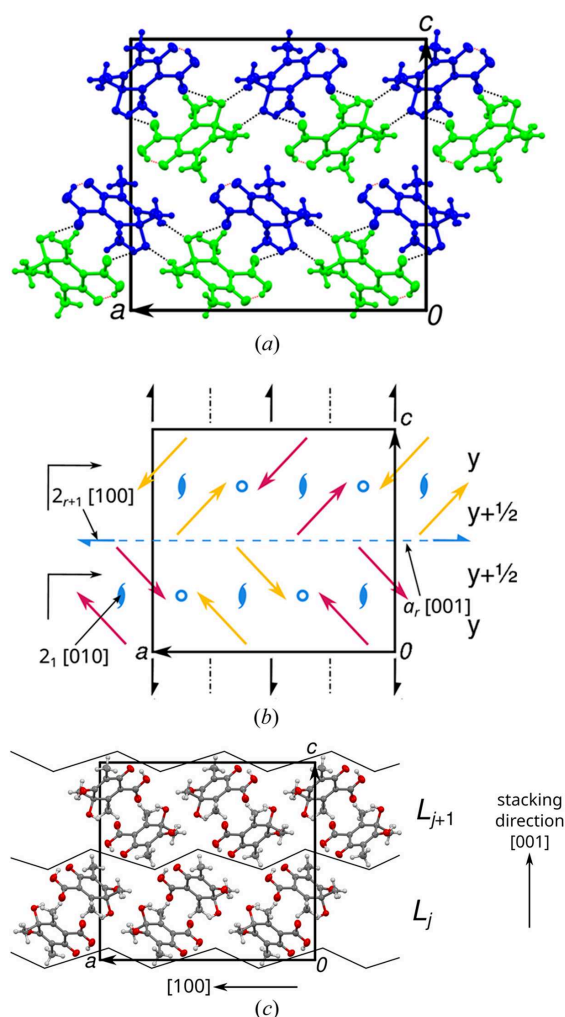 c
a
0
(a)
c
y
2r+1 [100]
y+½
y+½
ar [001]
21 [010]
y
a
0
(b)
c
Lj+1
stacking
direction
[001]
Lj
a
0
[100]
(c)